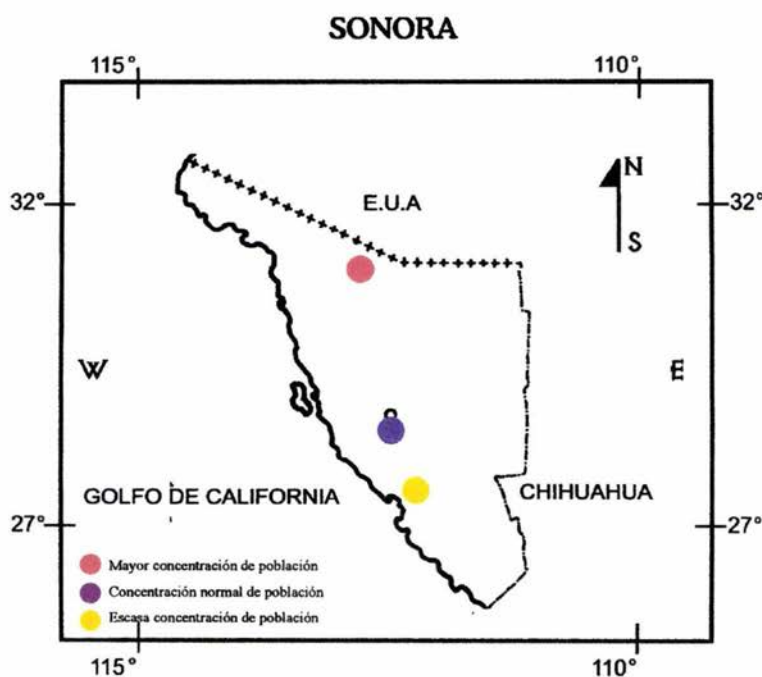 SONORA
115° 110°
32° E.U.A N 32°
S
W E
GOLFO DE CALIFORNIA CHIHUAHUA
27° 27°
Mayor concentración de población
Concentración normal de población
Escasa concentración de población
115° 110°